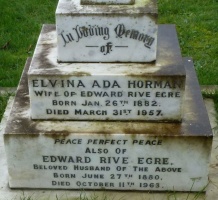 In Loving Memory
of
ELVINA ADA HORMAN
WIFE OF EDWARD RIVE EGRE
BORN JAN. 26TH 1882.
DIED MARCH 31ST 1957.
PEACE PERFECT PEACE
ALSO OF
EDWARD RIVE EGRE,
BELOVED HUSBAND OF THE ABOVE
BORN JUNE 27TH 1880,
DIED OCTOBER 11TH 1963.